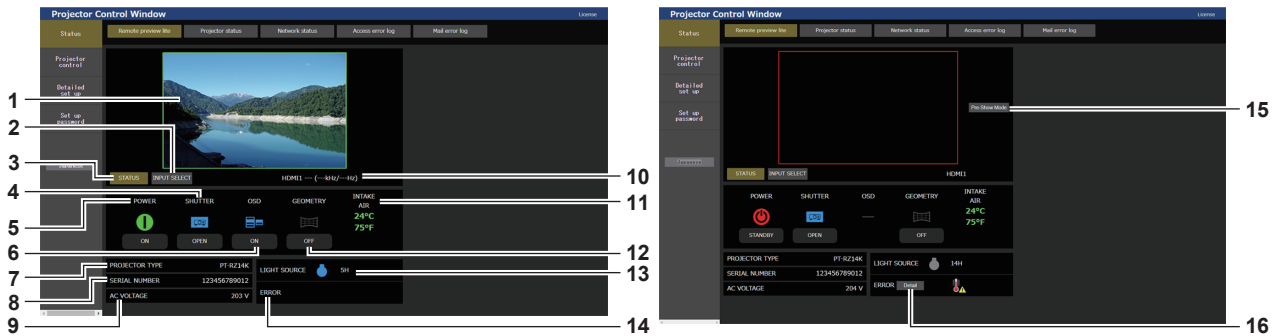 Projector Control Window
License
Status
Remote preview lite
Projector status
Network status
Access error log
Mail error log
Projector
control
Detailed
set up
Set up
password
Japanese
STATUS
INPUT SELECT
HDMI1 --- (---kHz/---Hz)
POWER
SHUTTER
OSD
GEOMETRY
INTAKE
AIR
24°C
75°F
ON
OPEN
ON
OFF
PROJECTOR TYPE
PT-RZ14K
SERIAL NUMBER
123456789012
AC VOLTAGE
203 V
LIGHT SOURCE
5H
ERROR
1
2
3
4
5
6
7
8
9
10
11
12
13
14
Projector Control Window
License
Status
Remote preview lite
Projector status
Network status
Access error log
Mail error log
Projector
control
Detailed
set up
Set up
password
Japanese
Pre-Show Mode
STATUS
INPUT SELECT
HDMI1
POWER
SHUTTER
OSD
GEOMETRY
INTAKE
AIR
24°C
75°F
STANDBY
OPEN
OFF
PROJECTOR TYPE
PT-RZ14K
SERIAL NUMBER
123456789012
AC VOLTAGE
204 V
LIGHT SOURCE
14H
ERROR
Detail
15
16